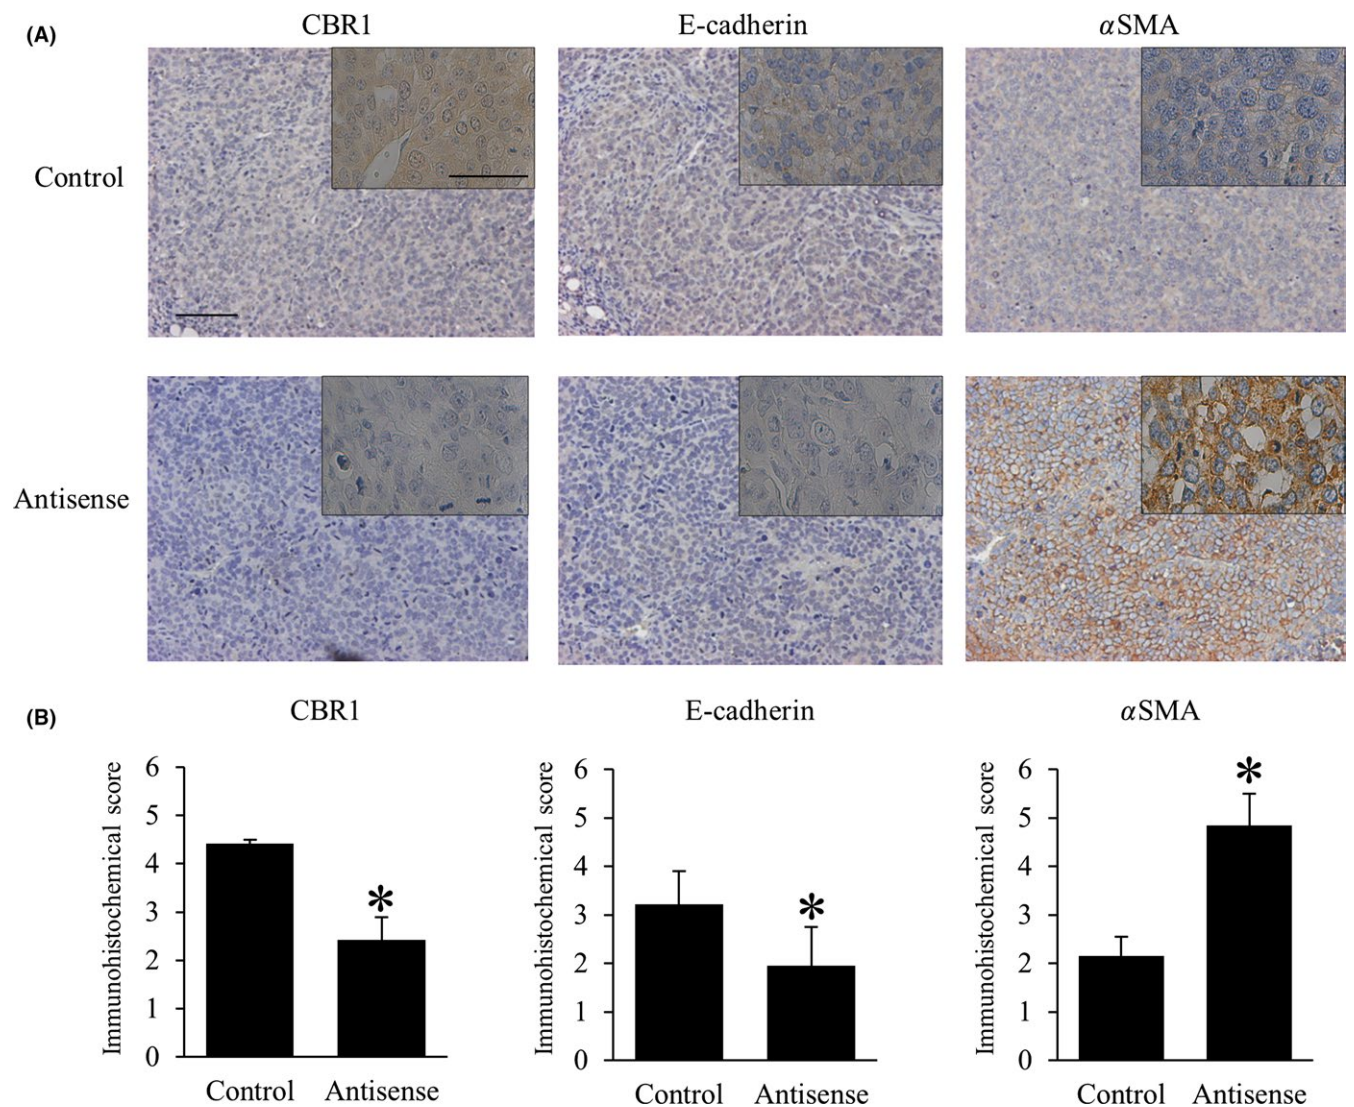 (A)
CBR1 E-cadherin αSMA
Control
Antisense
(B)
CBR1 E-cadherin αSMA
Immunohistochemical score
6
5
4
3
2
1
0
Control Antisense
*
Immunohistochemical score
6
5
4
3
2
1
0
Control Antisense
*
Immunohistochemical score
6
5
4
3
2
1
0
Control Antisense
*